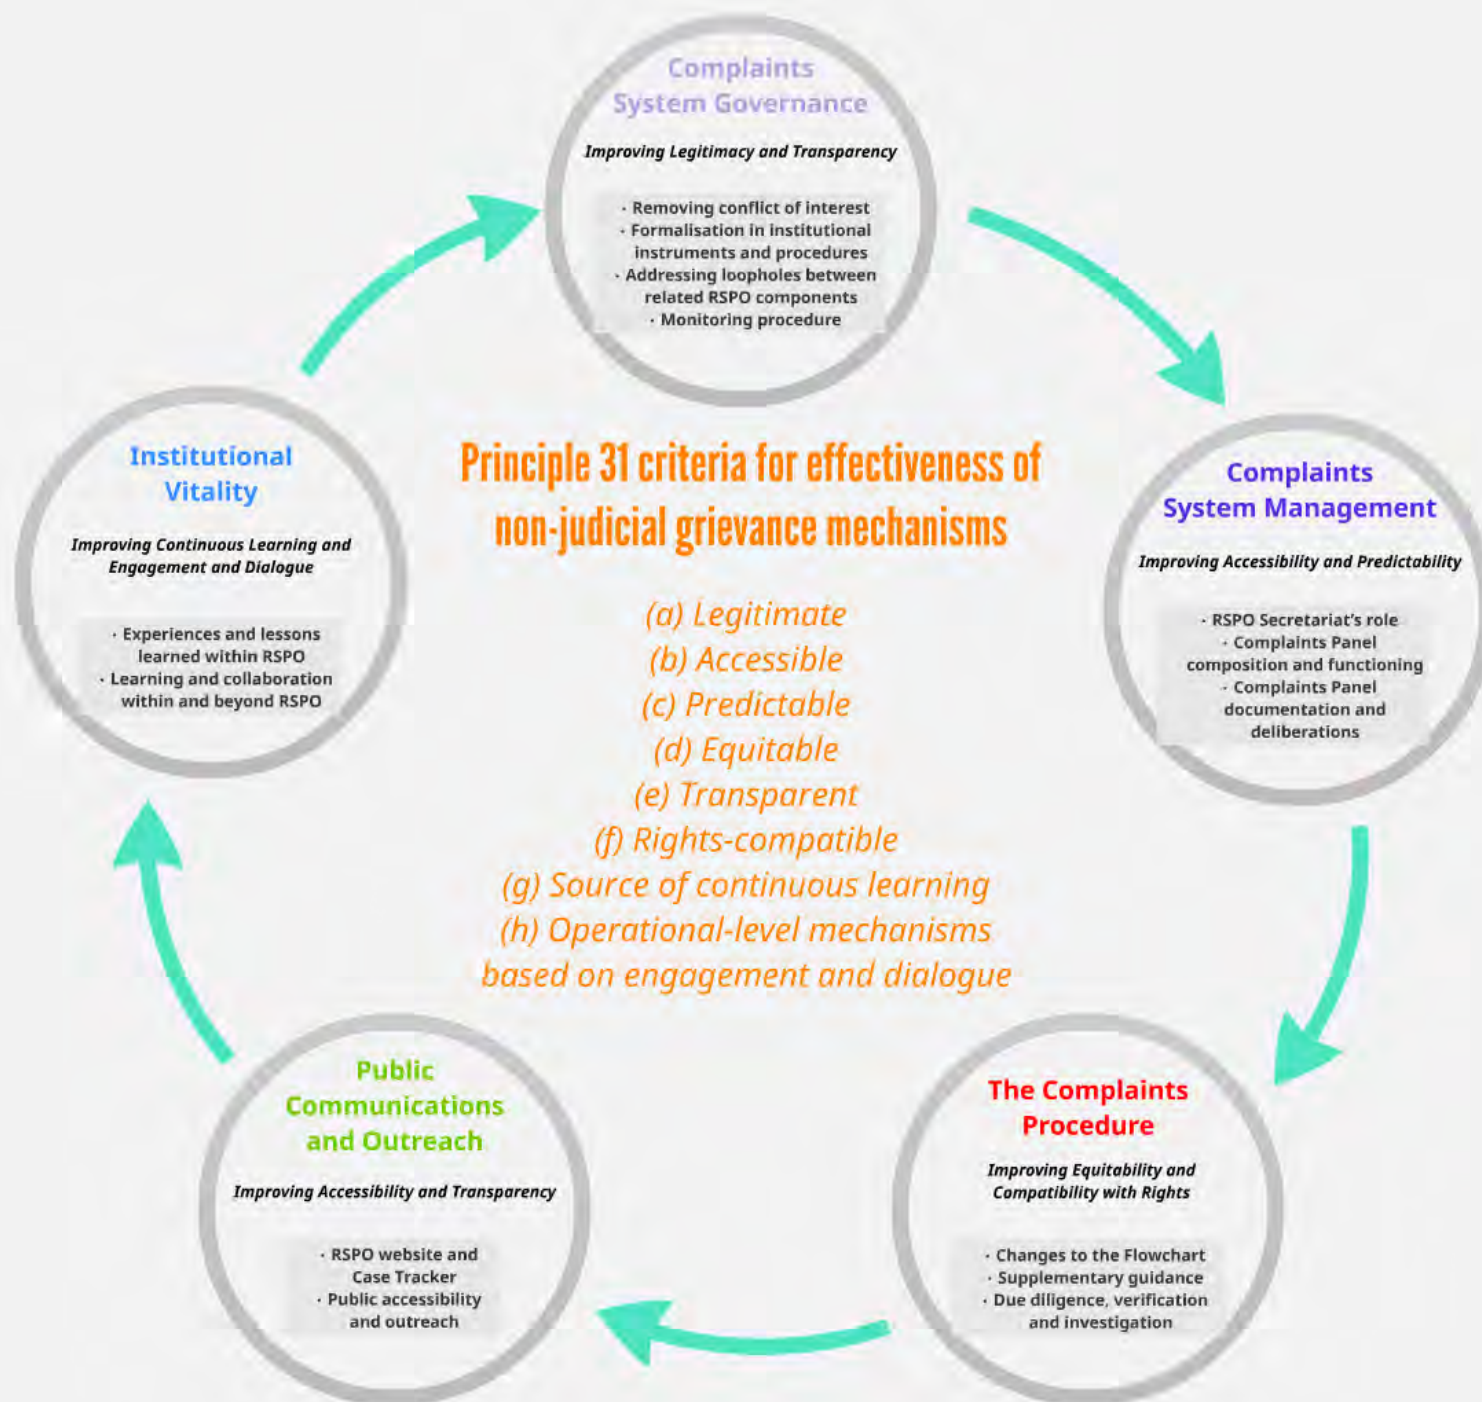 Complaints
System Governance
Improving Legitimacy and Transparency
· Removing conflict of interest
· Formalisation in institutional
instruments and procedures
· Addressing loopholes between
related RSPO components
· Monitoring procedure
Principle 31 criteria for effectiveness of
non-judicial grievance mechanisms
(a) Legitimate
(b) Accessible
(c) Predictable
(d) Equitable
(e) Transparent
(f) Rights-compatible
(g) Source of continuous learning
(h) Operational-level mechanisms
based on engagement and dialogue
Complaints
System Management
Improving Accessibility and Predictability
· RSPO Secretariat's role
· Complaints Panel
composition and functioning
· Complaints Panel
documentation and
deliberations
The Complaints
Procedure
Improving Equitability and
Compatibility with Rights
· Changes to the Flowchart
· Supplementary guidance
· Due diligence, verification
and investigation
Public
Communications
and Outreach
Improving Accessibility and Transparency
· RSPO website and
Case Tracker
· Public accessibility
and outreach
Institutional
Vitality
Improving Continuous Learning and
Engagement and Dialogue
· Experiences and lessons
learned within RSPO
· Learning and collaboration
within and beyond RSPO